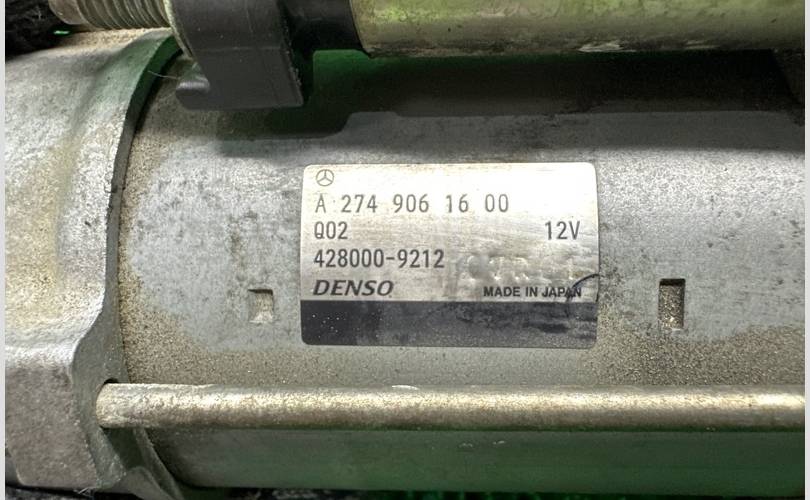 A 274 906 16 00
Q02 12V
428000-9212
DENSO MADE IN JAPAN